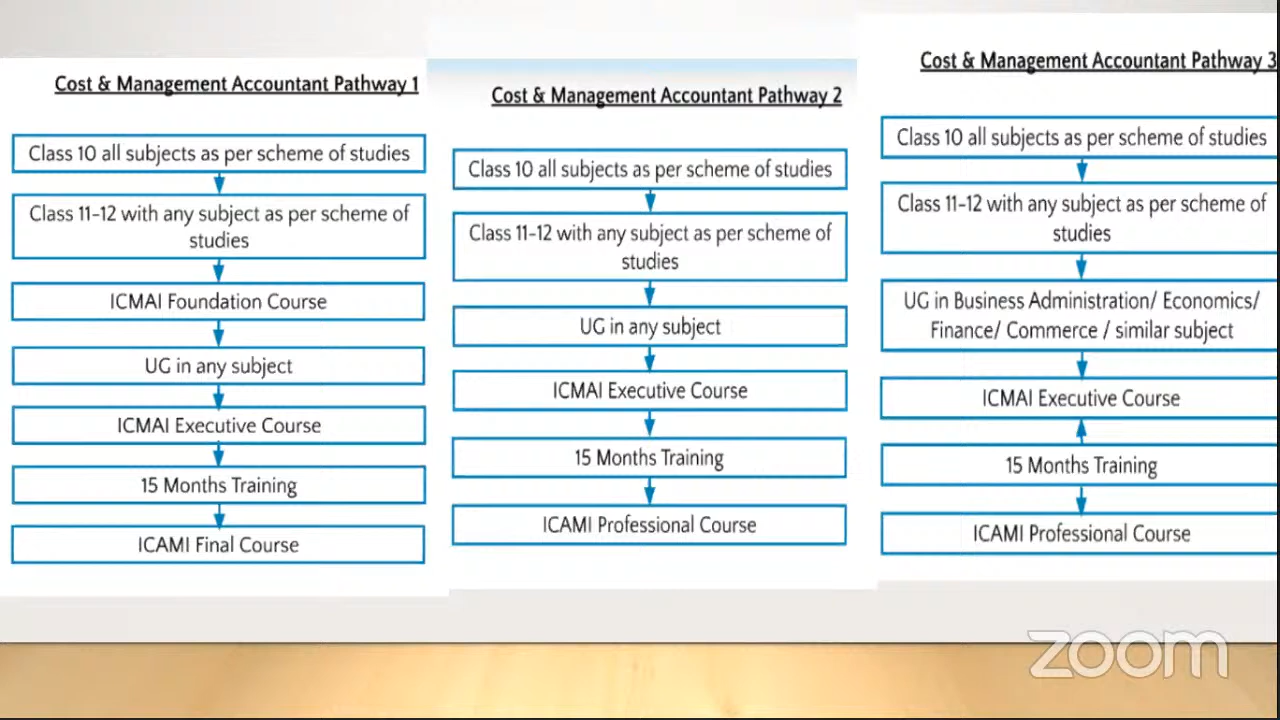 Cost & Management Accountant Pathway 1
Class 10 all subjects as per scheme of studies
Class 11-12 with any subject as per scheme of
studies
ICMAI Foundation Course
UG in any subject
ICMAI Executive Course
15 Months Training
ICAMI Final Course
Cost & Management Accountant Pathway 2
Class 10 all subjects as per scheme of studies
Class 11-12 with any subject as per scheme of
studies
UG in any subject
ICMAI Executive Course
15 Months Training
ICAMI Professional Course
Cost & Management Accountant Pathway 3
Class 10 all subjects as per scheme of studies
Class 11-12 with any subject as per scheme of
studies
UG in Business Administration/ Economics/
Finance/ Commerce / similar subject
ICMAI Executive Course
15 Months Training
ICAMI Professional Course
zoom